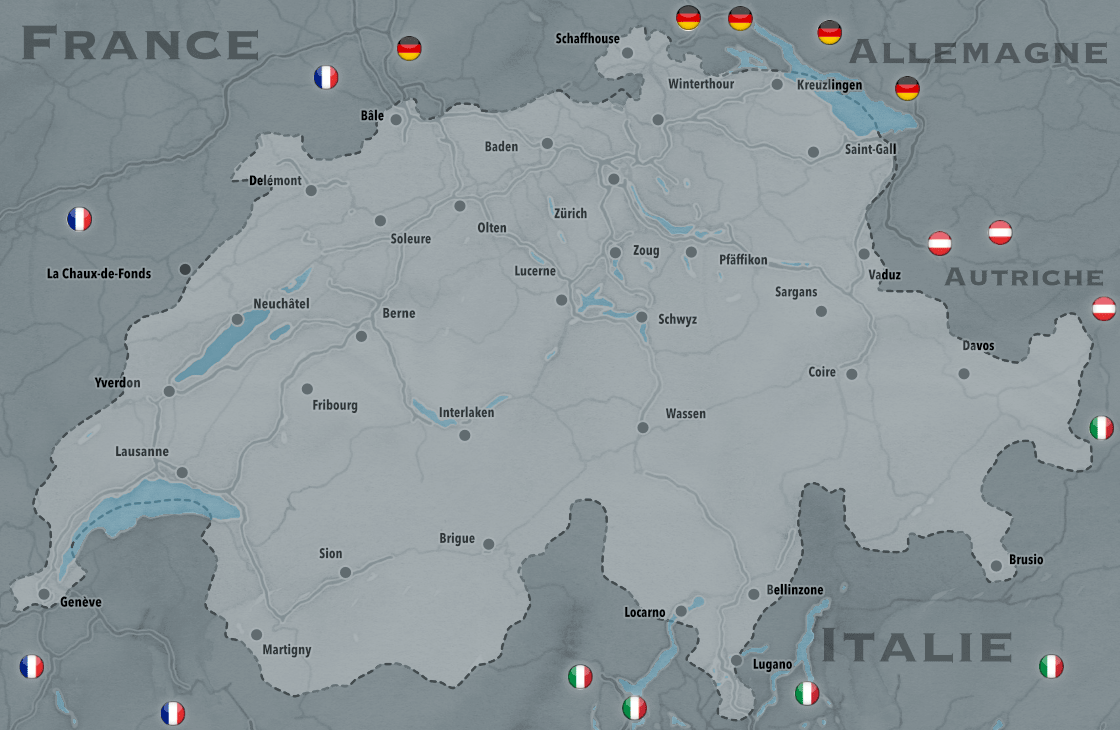 FRANCE
Schaffhouse
ALLEMAGNE
Winterthour
Kreuzlingen
Bâle
Baden
Saint-Gall
Delémont
Zürich
Olten
Soleure
Zoug
Pfäffikon
La Chaux-de-Fonds
Lucerne
Vaduz
AUTRICHE
Sargans
Neuchâtel
Berne
Schwyz
Davos
Coire
Yverdon
Fribourg
Interlaken
Wassen
Lausanne
Brigue
Sion
Brusio
Bellinzone
Genève
Locarno
ITALIE
Martigny
Lugano